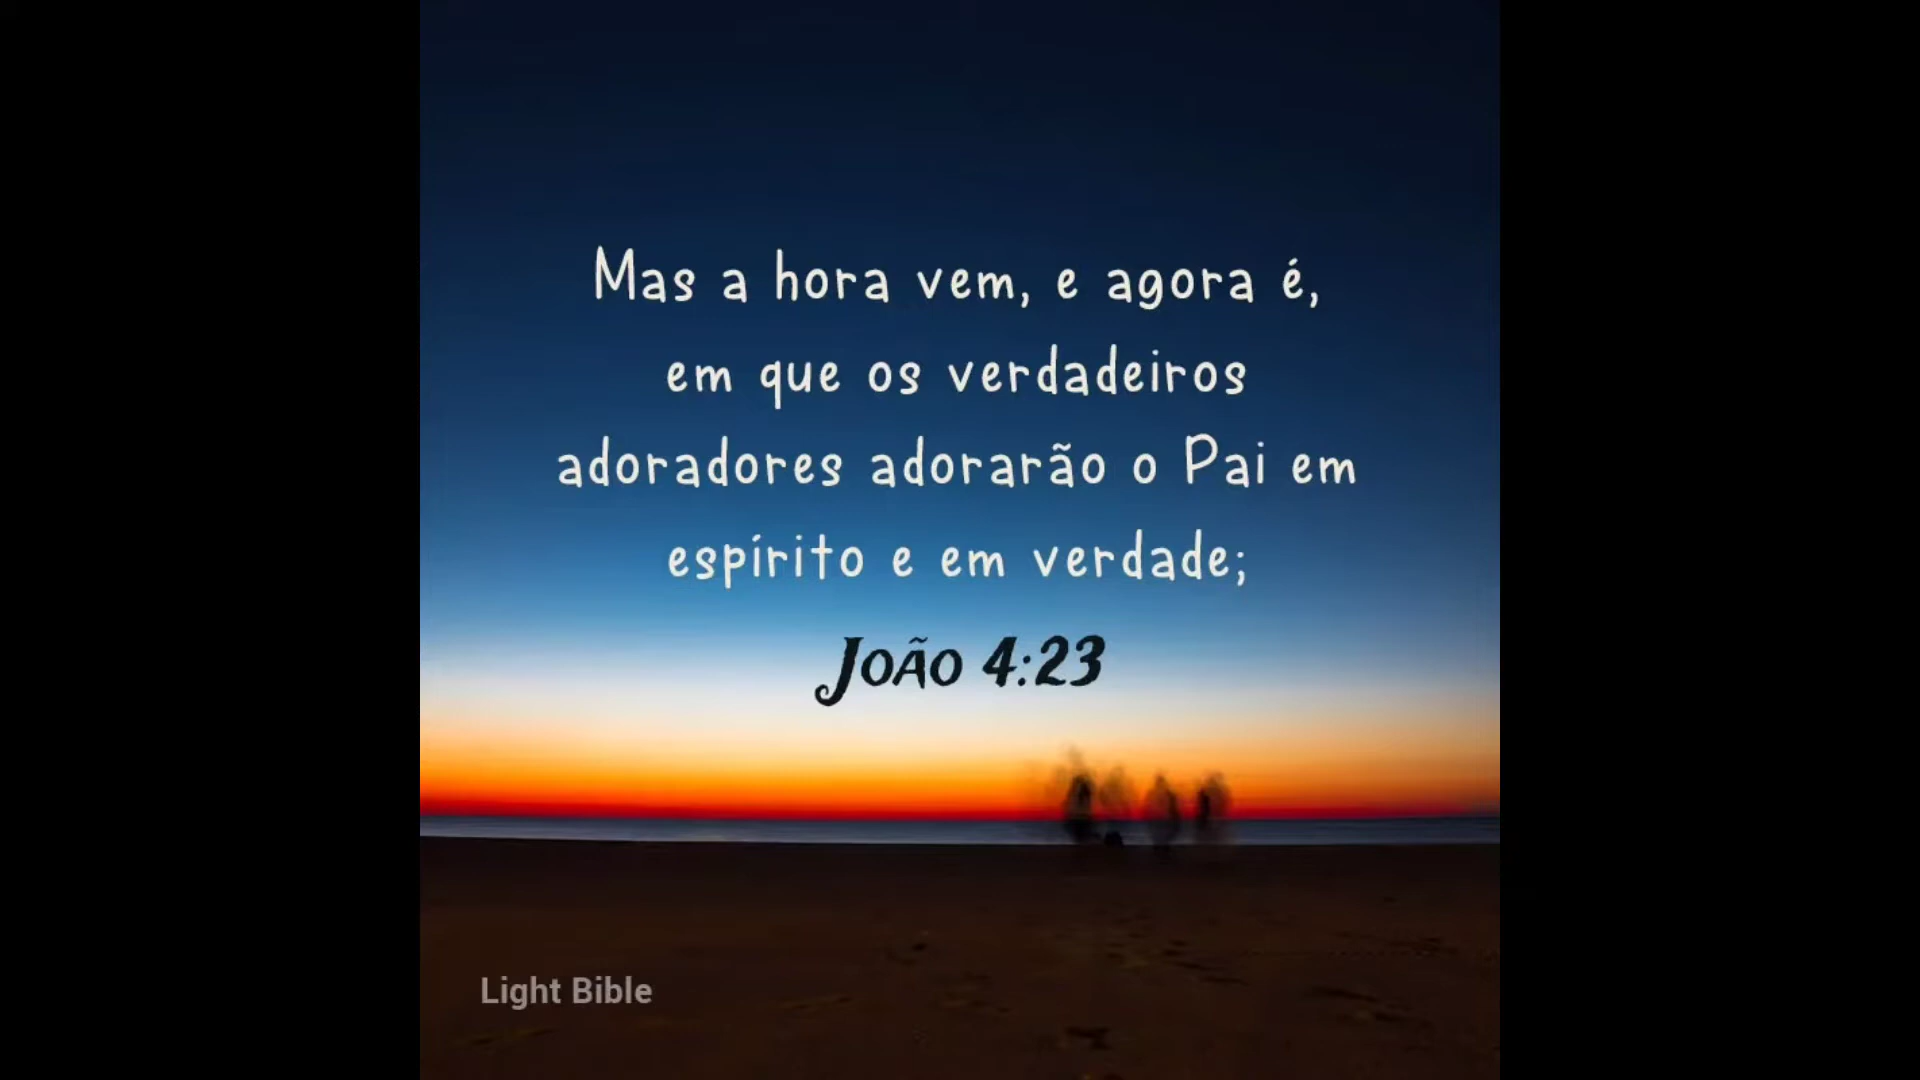 Mas a hora vem, e agora é,
em que os verdadeiros
adoradores adorarão o Pai em
espírito e em verdade;
João 4:23
Light Bible